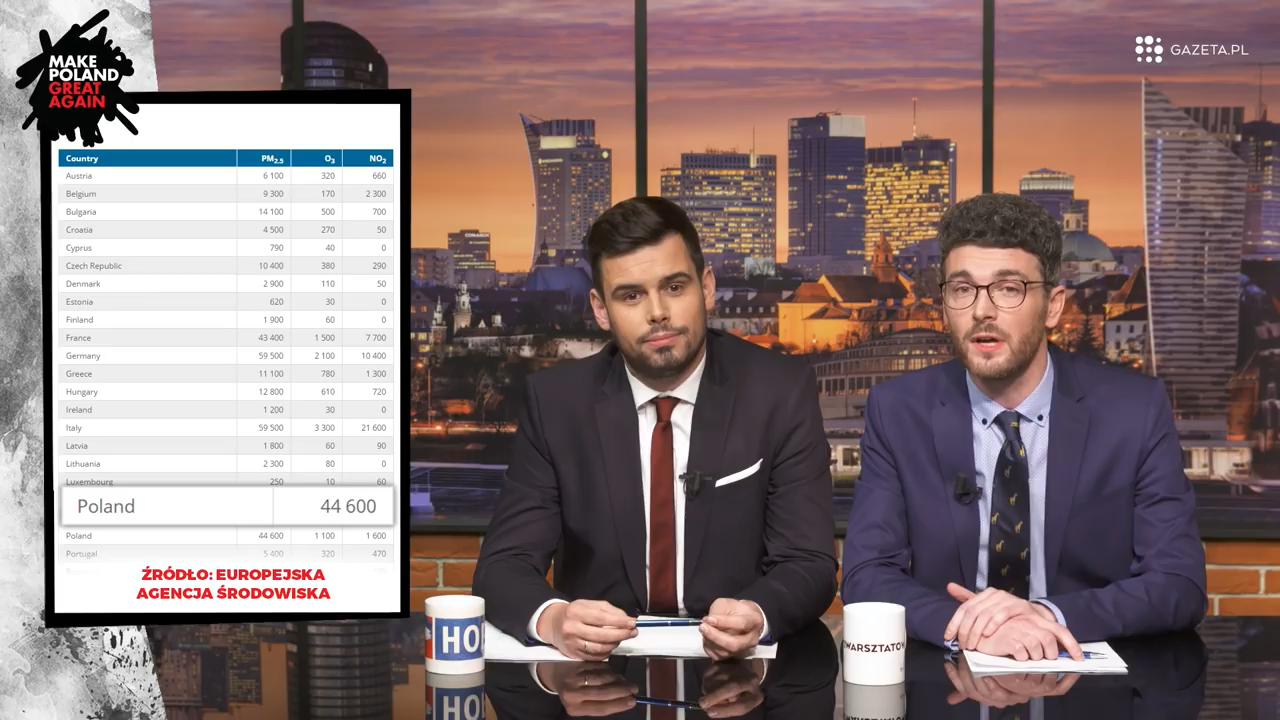 MAKE
POLAND
GREAT
AGAIN
GAZETA.PL
Country PM2.5 O3 NO2
Austria 6 100 320 660
Belgium 9 300 170 2 300
Bulgaria 14 100 500 700
Croatia 4 500 270 50
Cyprus 790 40 0
Czech Republic 10 400 380 290
Denmark 2 900 110 50
Estonia 620 30 0
Finland 1 900 60 0
France 43 400 1 500 7 700
Germany 59 500 2 100 10 400
Greece 11 100 780 1 300
Hungary 12 800 610 720
Ireland 1 200 30 0
Italy 59 500 3 300 21 600
Latvia 1 800 60 90
Lithuania 2 300 80 0
Luxembourg 250 10 60
Poland 44 600
Poland 44 600 1 100 1 600
Portugal 5 400 320 470
ŹRÓDŁO: EUROPEJSKA
AGENCJA ŚRODOWISKA
HO
WARSZTATOW